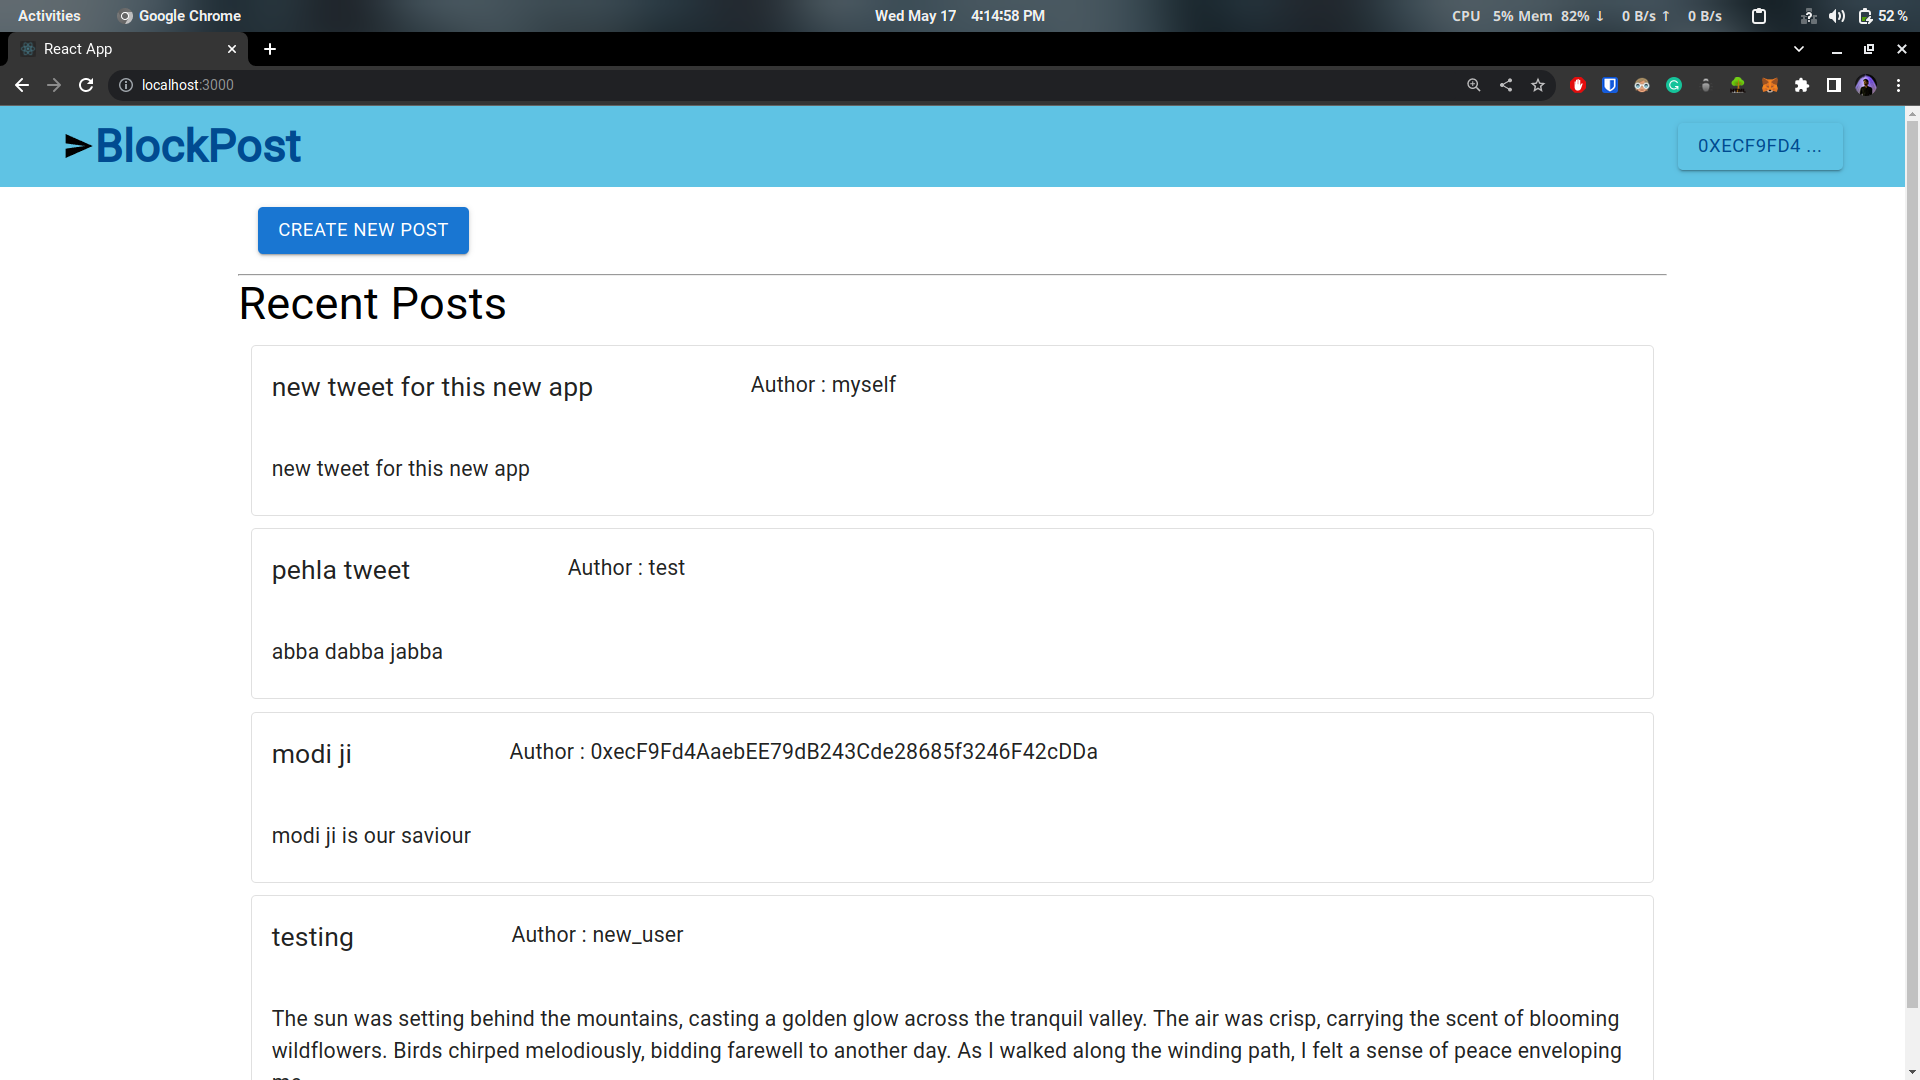 Activities Google Chrome Wed May 17 4:14:58 PM CPU 5% Mem 82% ↓ 0 B/s ↑ 0 B/s 52 %
React App
localhost:3000
BlockPost 0XECF9FD4 ...
CREATE NEW POST
Recent Posts
new tweet for this new app Author : myself
new tweet for this new app
pehla tweet Author : test
abba dabba jabba
modi ji Author : 0xecF9Fd4AaebEE79dB243Cde28685f3246F42cDDa
modi ji is our saviour
testing Author : new_user
The sun was setting behind the mountains, casting a golden glow across the tranquil valley. The air was crisp, carrying the scent of blooming
wildflowers. Birds chirped melodiously, bidding farewell to another day. As I walked along the winding path, I felt a sense of peace enveloping